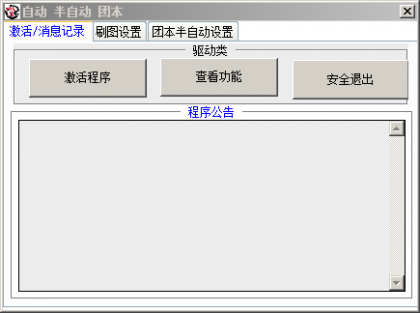 自动 半自动 团本
激活/消息记录 刷图设置 团本半自动设置
驱动类
激活程序 查看功能 安全退出
程序公告